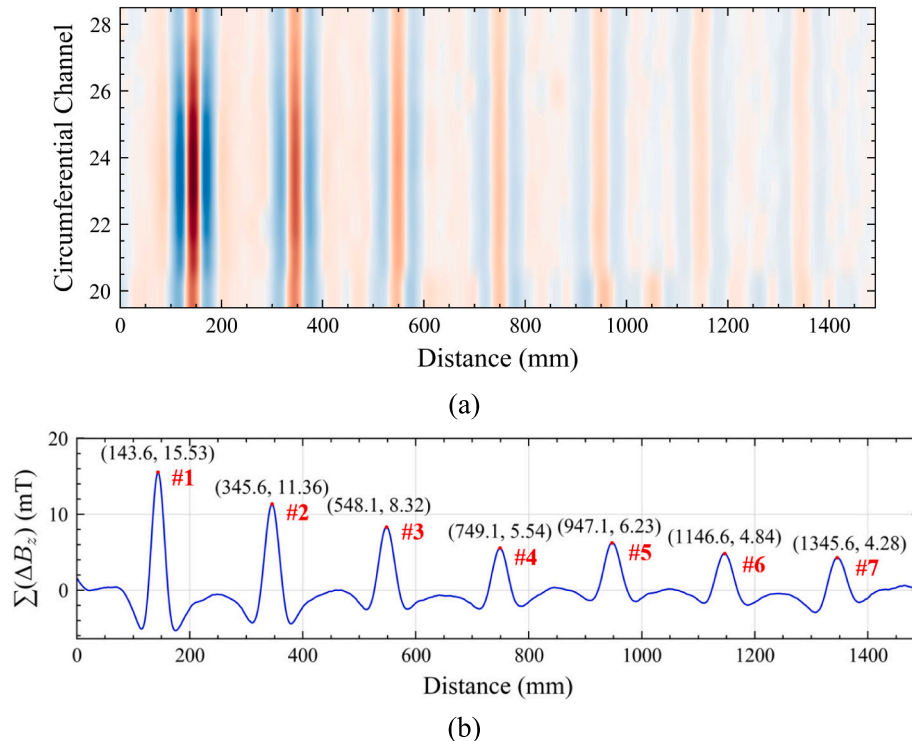 Circumferential Channel
28
26
24
22
20
0 200 400 600 800 1000 1200 1400
Distance (mm)
(a)
∑(ΔB_z) (mT)
20
10
0
(143.6, 15.53)
#1
(345.6, 11.36)
#2
(548.1, 8.32)
#3
(749.1, 5.54)
#4
(947.1, 6.23)
#5
(1146.6, 4.84)
#6
(1345.6, 4.28)
#7
0 200 400 600 800 1000 1200 1400
Distance (mm)
(b)